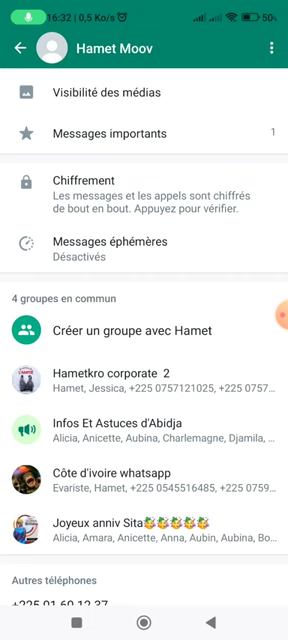 16:32 | 0,5 Ko/s
50%
Hamet Moov
Visibilité des médias
Messages importants
1
Chiffrement
Les messages et les appels sont chiffrés
de bout en bout. Appuyez pour vérifier.
Messages éphémères
Désactivés
4 groupes en commun
Créer un groupe avec Hamet
Hametkro corporate 2
Hamet, Jessica, +225 0757121025, +225 0757...
Infos Et Astuces d'Abidja
Alicia, Anicette, Aubina, Charlemagne, Djamila, ...
Côte d'ivoire whatsapp
Evariste, Hamet, +225 0545516485, +225 0759...
Joyeux anniv Sita
Alicia, Amara, Anicette, Anna, Aubin, Aubina, Bo...
Autres téléphones